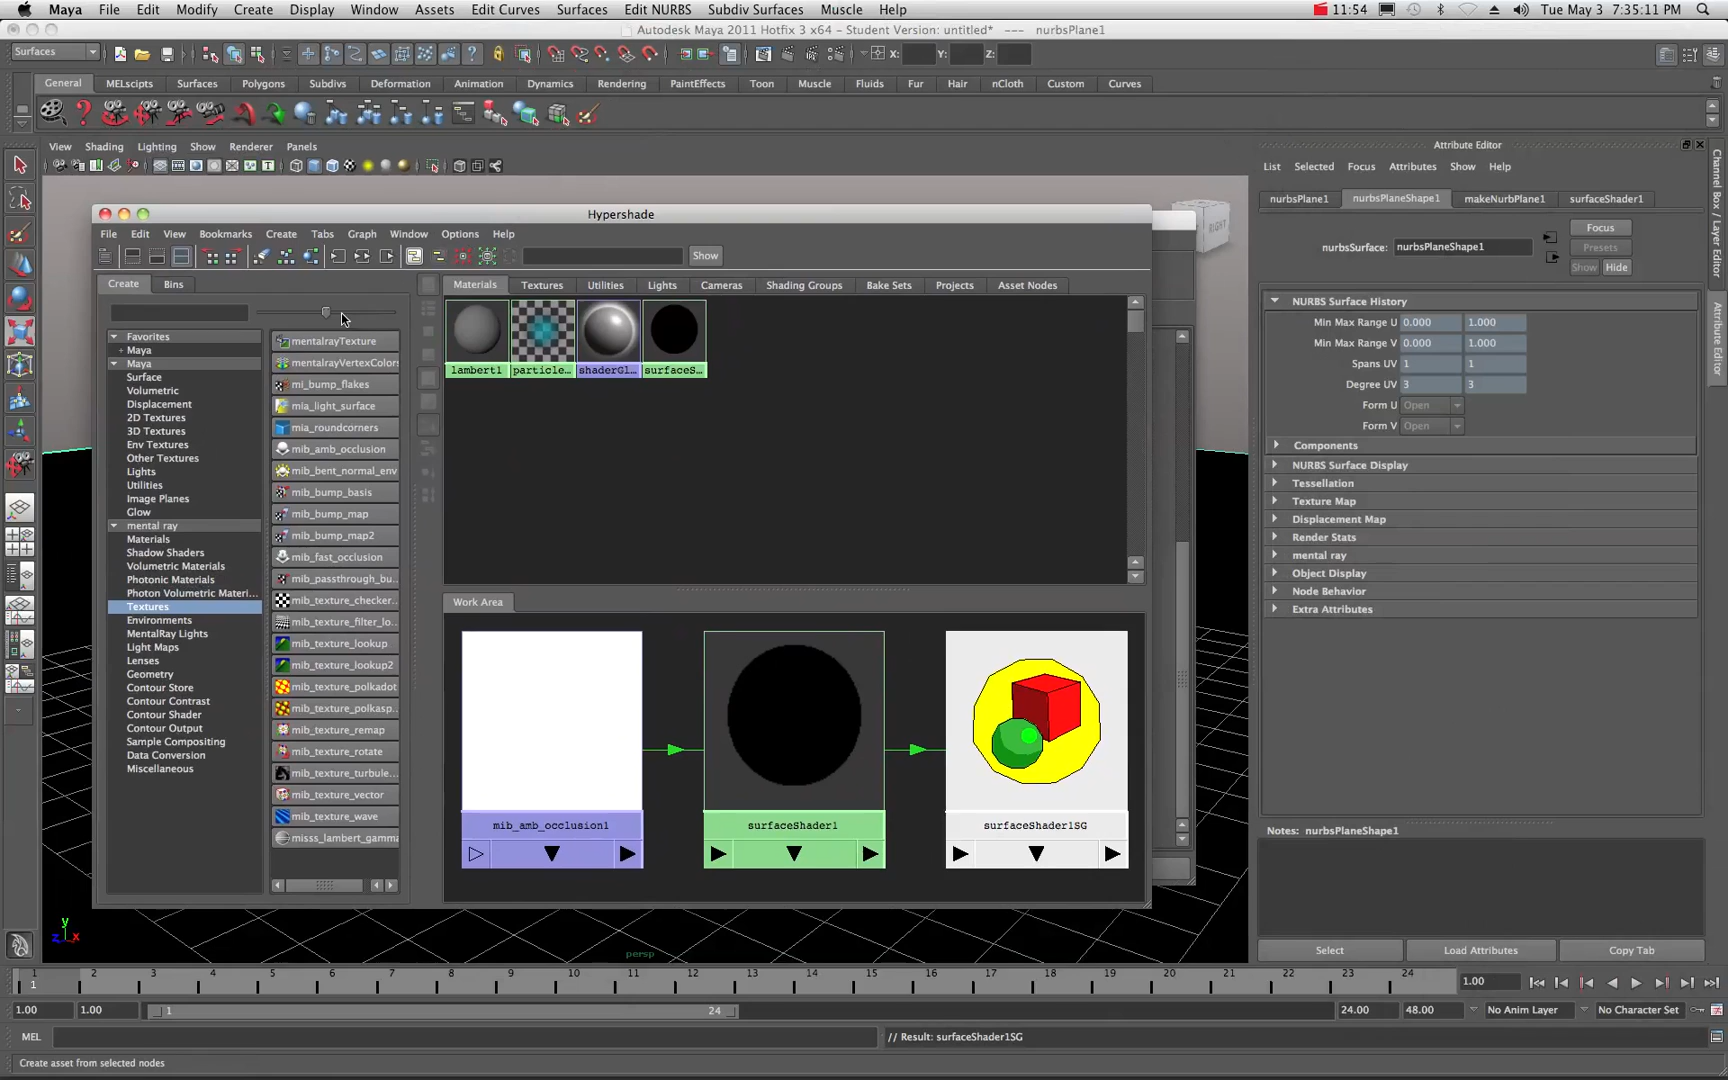 Maya File Edit Modify Create Display Window Assets Edit Curves Surfaces Edit NURBS Subdiv Surfaces Muscle Help 11:54 Tue May 3 7:35:11 PM
Autodesk Maya 2011 Hotfix 3 x64 - Student Version: untitled* --- nurbsPlane1
Surfaces X: Y: Z:
General MELscipts Surfaces Polygons Subdivs Deformation Animation Dynamics Rendering PaintEffects Toon Muscle Fluids Fur Hair nCloth Custom Curves
View Shading Lighting Show Renderer Panels
RIGHT
Hypershade
File Edit View Bookmarks Create Tabs Graph Window Options Help
Show
Create Bins
Favorites
+ Maya
Maya
Surface
Volumetric
Displacement
2D Textures
3D Textures
Env Textures
Other Textures
Lights
Utilities
Image Planes
Glow
mental ray
Materials
Shadow Shaders
Volumetric Materials
Photonic Materials
Photon Volumetric Materi...
Textures
Environments
MentalRay Lights
Light Maps
Lenses
Geometry
Contour Store
Contour Contrast
Contour Shader
Contour Output
Sample Compositing
Data Conversion
Miscellaneous
mentalrayTexture
mentalrayVertexColors
mi_bump_flakes
mia_light_surface
mia_roundcorners
mib_amb_occlusion
mib_bent_normal_env
mib_bump_basis
mib_bump_map
mib_bump_map2
mib_fast_occlusion
mib_passthrough_bu...
mib_texture_checker...
mib_texture_filter_lo...
mib_texture_lookup
mib_texture_lookup2
mib_texture_polkadot
mib_texture_polkasp...
mib_texture_remap
mib_texture_rotate
mib_texture_turbule...
mib_texture_vector
mib_texture_wave
misss_lambert_gamma
Materials Textures Utilities Lights Cameras Shading Groups Bake Sets Projects Asset Nodes
lambert1 particle... shaderGl... surfaceS...
Work Area
mib_amb_occlusion1 surfaceShader1 surfaceShader1SG
y
z x
persp
Attribute Editor
List Selected Focus Attributes Show Help
nurbsPlane1 nurbsPlaneShape1 makeNurbPlane1 surfaceShader1
nurbsSurface: nurbsPlaneShape1
Focus
Presets
Show Hide
NURBS Surface History
Min Max Range U 0.000 1.000
Min Max Range V 0.000 1.000
Spans UV 1 1
Degree UV 3 3
Form U Open
Form V Open
Components
NURBS Surface Display
Tessellation
Texture Map
Displacement Map
Render Stats
mental ray
Object Display
Node Behavior
Extra Attributes
Notes: nurbsPlaneShape1
Select Load Attributes Copy Tab
Channel Box / Layer Editor
Attribute Editor
1 2 3 4 5 6 7 8 9 10 11 12 13 14 15 16 17 18 19 20 21 22 23 24
1
1.00
1.00 1.00 1 24 24.00 48.00 No Anim Layer No Character Set
MEL // Result: surfaceShader1SG
Create asset from selected nodes